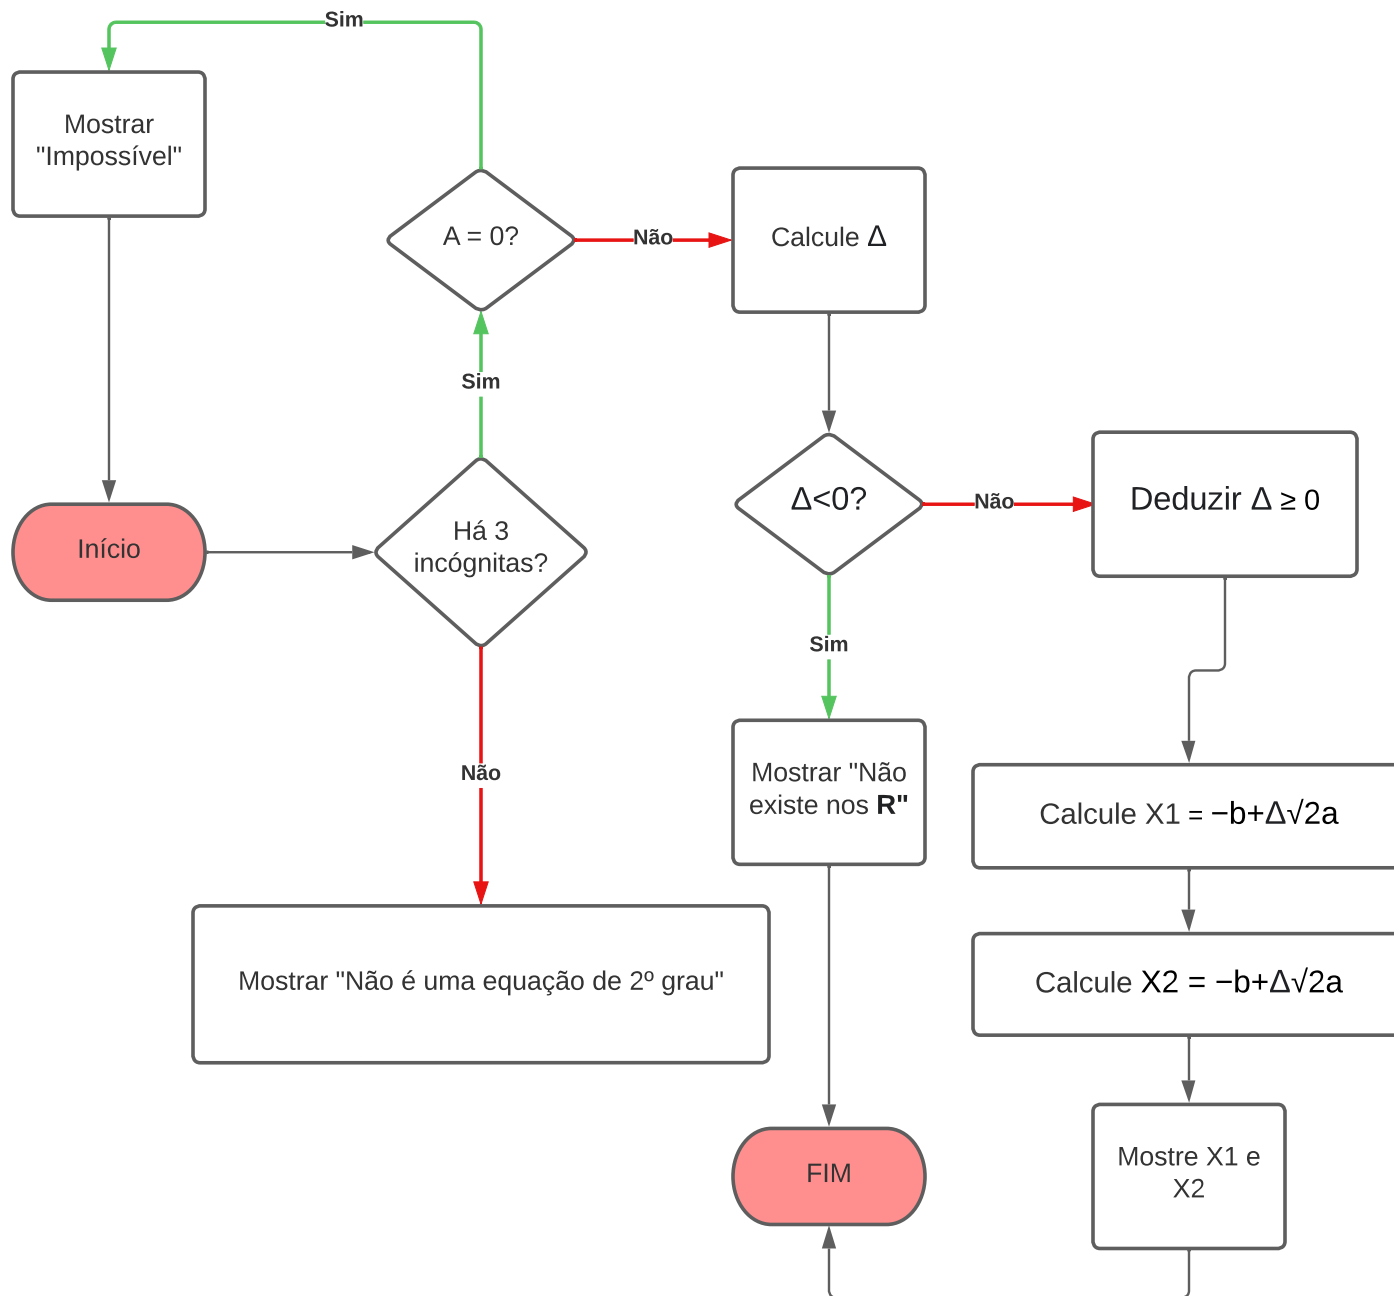 Sim
Mostrar
"Impossível"
A = 0?
Não
Calcule Δ
Sim
Δ<0?
Não
Deduzir Δ ≥ 0
Início
Há 3
incógnitas?
Sim
Não
Mostrar "Não
existe nos R"
Calcule X1 = −b+Δ√2a
Mostrar "Não é uma equação de 2º grau"
Calcule X2 = −b+Δ√2a
FIM
Mostre X1 e
X2